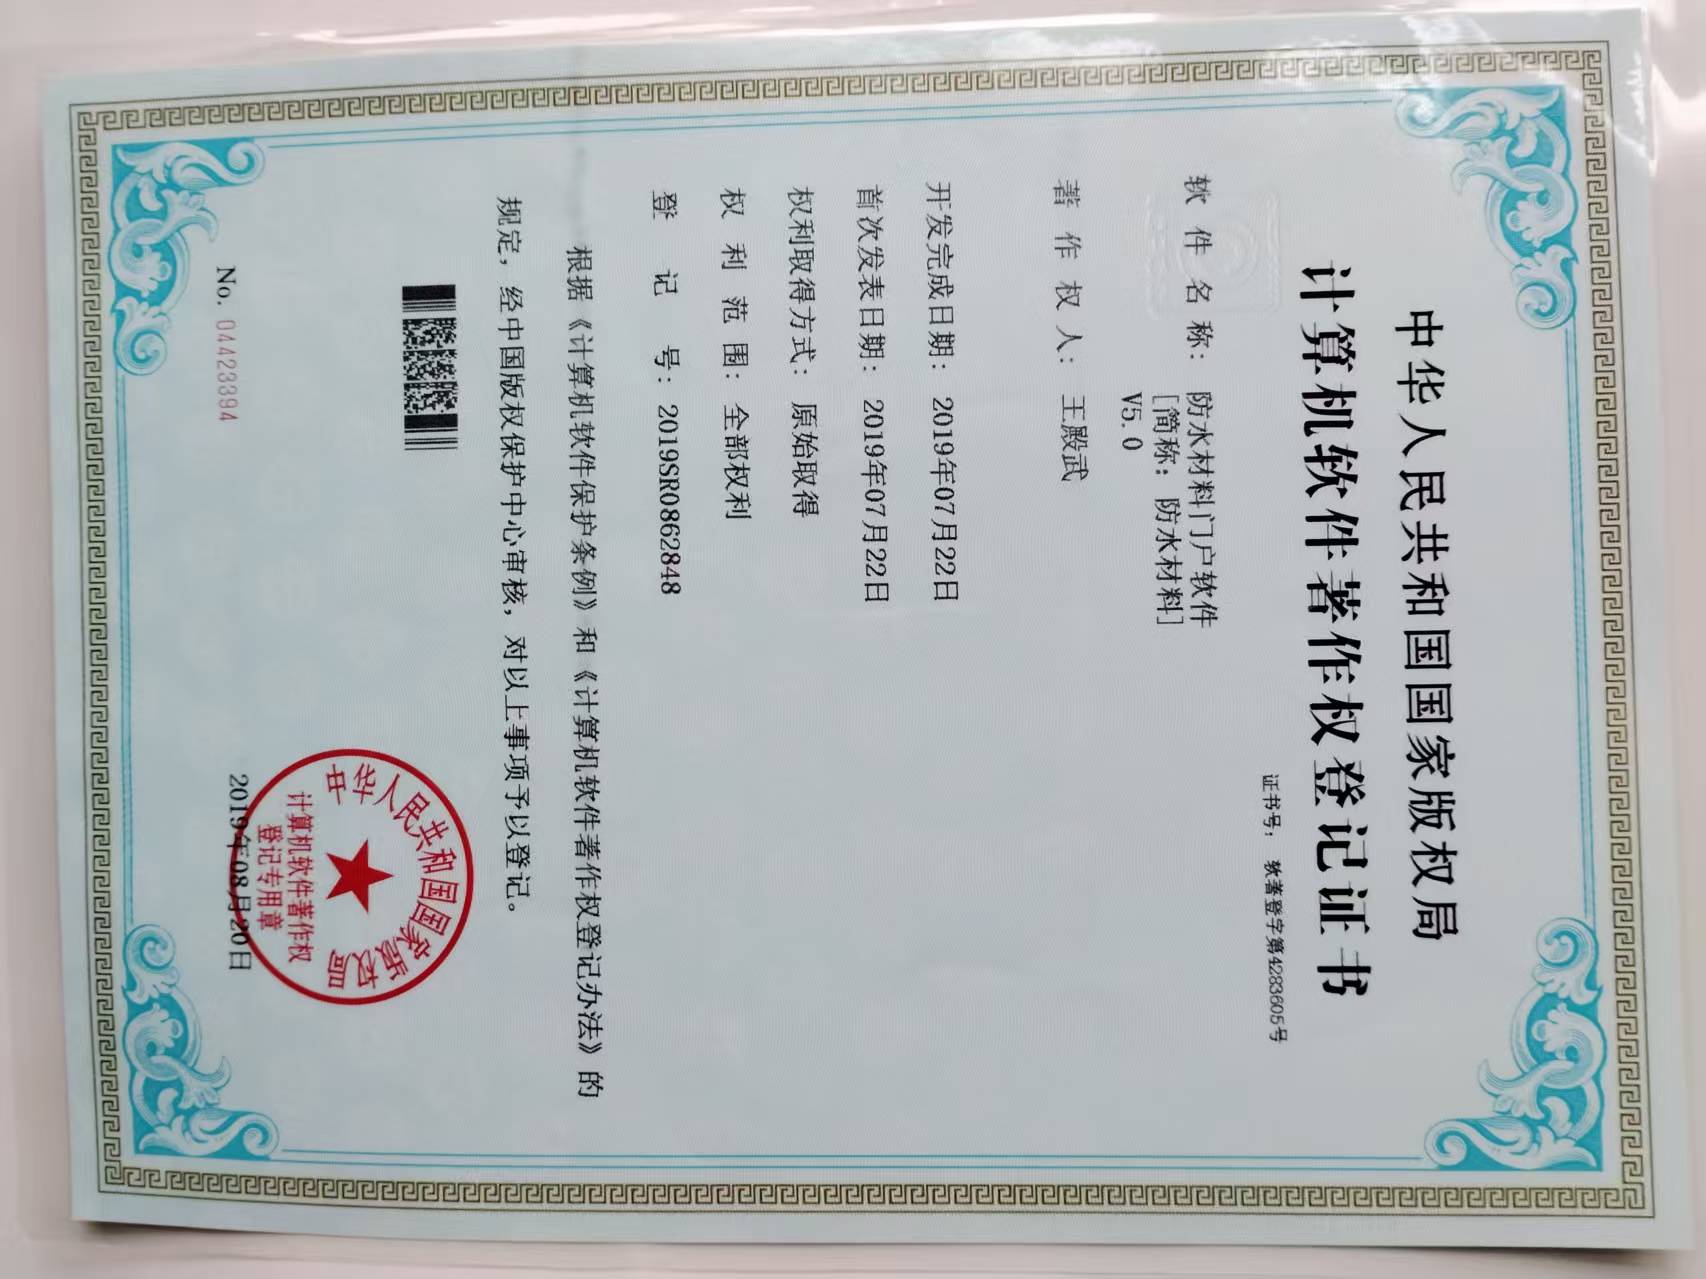 中华人民共和国国家版权局
计算机软件著作权登记证书
证书号： 软著登字第4283605号
软件名称： 防水材料门户软件
[简称：防水材料]
V5.0
著作权人： 王殿武
开发完成日期： 2019年07月22日
首次发表日期： 2019年07月22日
权利取得方式： 原始取得
权利范围： 全部权利
登记号： 2019SR0862848
根据《计算机软件保护条例》和《计算机软件著作权登记办法》的
规定，经中国版权保护中心审核，对以上事项予以登记。
中华人民共和国国家版权局
计算机软件著作权
登记专用章
No. 04423394
2019年08月20日